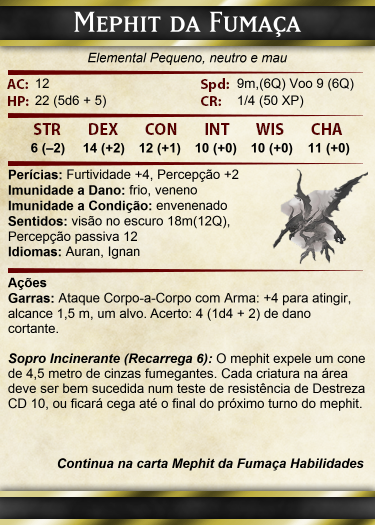 Mephit da Fumaça
Elemental Pequeno, neutro e mau
AC: 12 Spd: 9m,(6Q) Voo 9 (6Q)
HP: 22 (5d6 + 5) CR: 1/4 (50 XP)
STR DEX CON INT WIS CHA
6 (–2) 14 (+2) 12 (+1) 10 (+0) 10 (+0) 11 (+0)
Perícias: Furtividade +4, Percepção +2
Imunidade a Dano: frio, veneno
Imunidade a Condição: envenenado
Sentidos: visão no escuro 18m(12Q),
Percepção passiva 12
Idiomas: Auran, Ignan
Ações
Garras: Ataque Corpo-a-Corpo com Arma: +4 para atingir,
alcance 1,5 m, um alvo. Acerto: 4 (1d4 + 2) de dano
cortante.
Sopro Incinerante (Recarrega 6): O mephit expele um cone
de 4,5 metro de cinzas fumegantes. Cada criatura na área
deve ser bem sucedida num teste de resistência de Destreza
CD 10, ou ficará cega até o final do próximo turno do mephit.
Continua na carta Mephit da Fumaça Habilidades